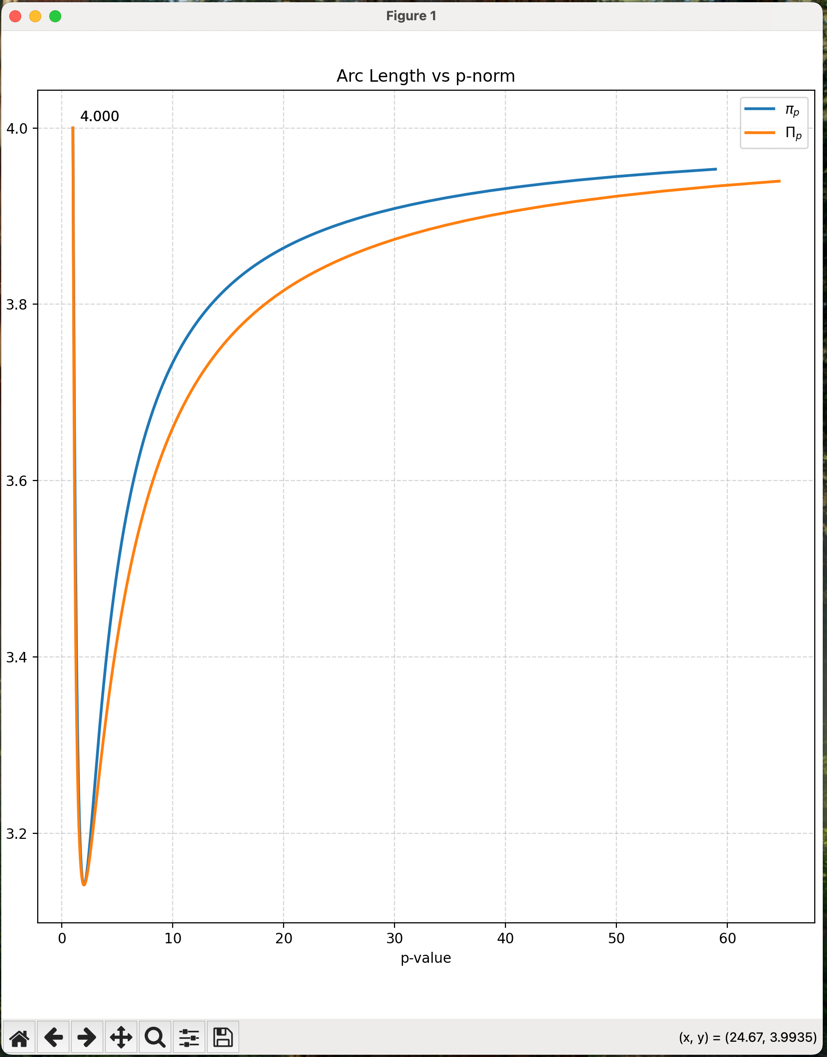 Figure 1
Arc Length vs p-norm
4.000
π_p
Π_p
4.0
3.8
3.6
3.4
3.2
0 10 20 30 40 50 60
p-value
(x, y) = (24.67, 3.9935)